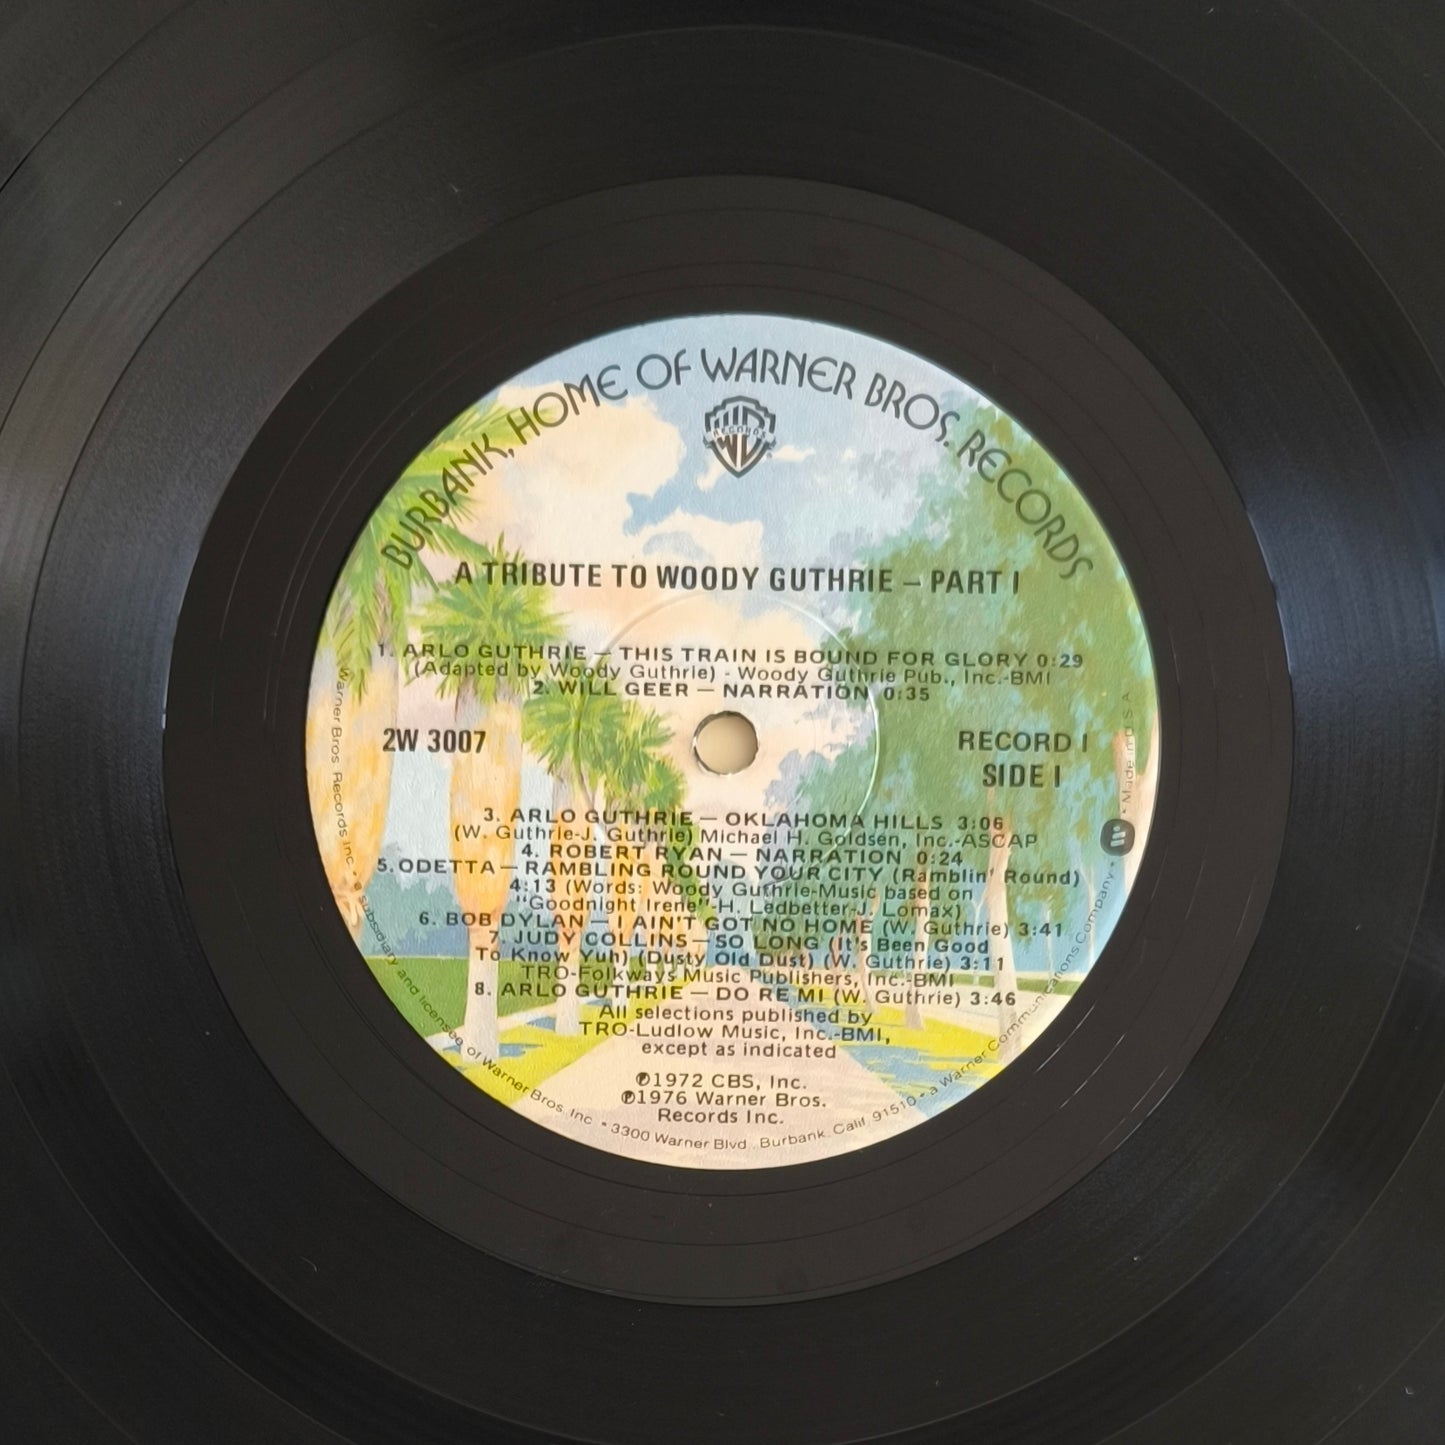 BURBANK, HOME OF WARNER BROS. RECORDS
RECORDS
A TRIBUTE TO WOODY GUTHRIE – PART I
1. ARLO GUTHRIE – THIS TRAIN IS BOUND FOR GLORY 0:29
(Adapted by Woody Guthrie) - Woody Guthrie Pub., Inc.-BMI
2. WILL GEER – NARRATION 0:35
2W 3007
RECORD I
SIDE I
3. ARLO GUTHRIE – OKLAHOMA HILLS 3:06
(W. Guthrie-J. Guthrie) Michael H. Goldsen, Inc.-ASCAP
4. ROBERT RYAN – NARRATION 0:24
5. ODETTA – RAMBLING ROUND YOUR CITY (Ramblin' Round)
4:13 (Words: Woody Guthrie-Music based on
"Goodnight Irene"-H. Ledbetter-J. Lomax)
6. BOB DYLAN – I AIN'T GOT NO HOME (W. Guthrie) 3:41
7. JUDY COLLINS – SO LONG (It's Been Good
To Know Yuh) (Dusty Old Dust) (W. Guthrie) 3:11
TRO-Folkways Music Publishers, Inc.-BMI
8. ARLO GUTHRIE – DO RE MI (W. Guthrie) 3:46
All selections published by
TRO-Ludlow Music, Inc.-BMI,
except as indicated
℗1972 CBS, Inc.
℗1976 Warner Bros.
Records Inc.
Warner Bros. Records Inc. • a subsidiary and licensee of Warner Bros. Inc. • 3300 Warner Blvd., Burbank, Calif. 91510 • a Warner Communications Company • Made in U.S.A.